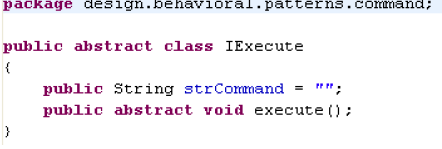 package design.behavioral.patterns.command;
public abstract class IExecute
{
public String strCommand = "";
public abstract void execute();
}